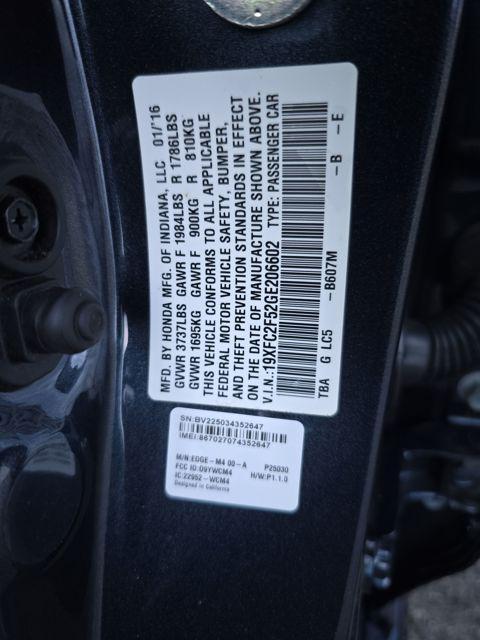 MFD. BY HONDA MFG. OF INDIANA, LLC 01/'16
GVWR 3737LBS GAWR F 1984LBS R 1786LBS
GVWR 1695KG GAWR F 900KG R 810KG
THIS VEHICLE CONFORMS TO ALL APPLICABLE
FEDERAL MOTOR VEHICLE SAFETY, BUMPER,
AND THEFT PREVENTION STANDARDS IN EFFECT
ON THE DATE OF MANUFACTURE SHOWN ABOVE.
V.I.N.:19XFC2F52GE206602 TYPE: PASSENGER CAR
TBA G LC5 -B607M -B -E
SN:BV225034352647
IMEI:867027074352647
M/N:EDGE-M4 00-A P25030
FCC ID:O9YWCM4 H/W:P1.1.0
IC:22952-WCM4
Designed in California